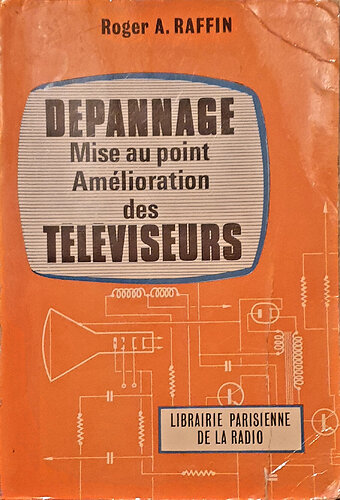 Roger A. RAFFIN
DEPANNAGE
Mise au point
Amélioration
des
TELEVISEURS
LIBRAIRIE PARISIENNE
DE LA RADIO